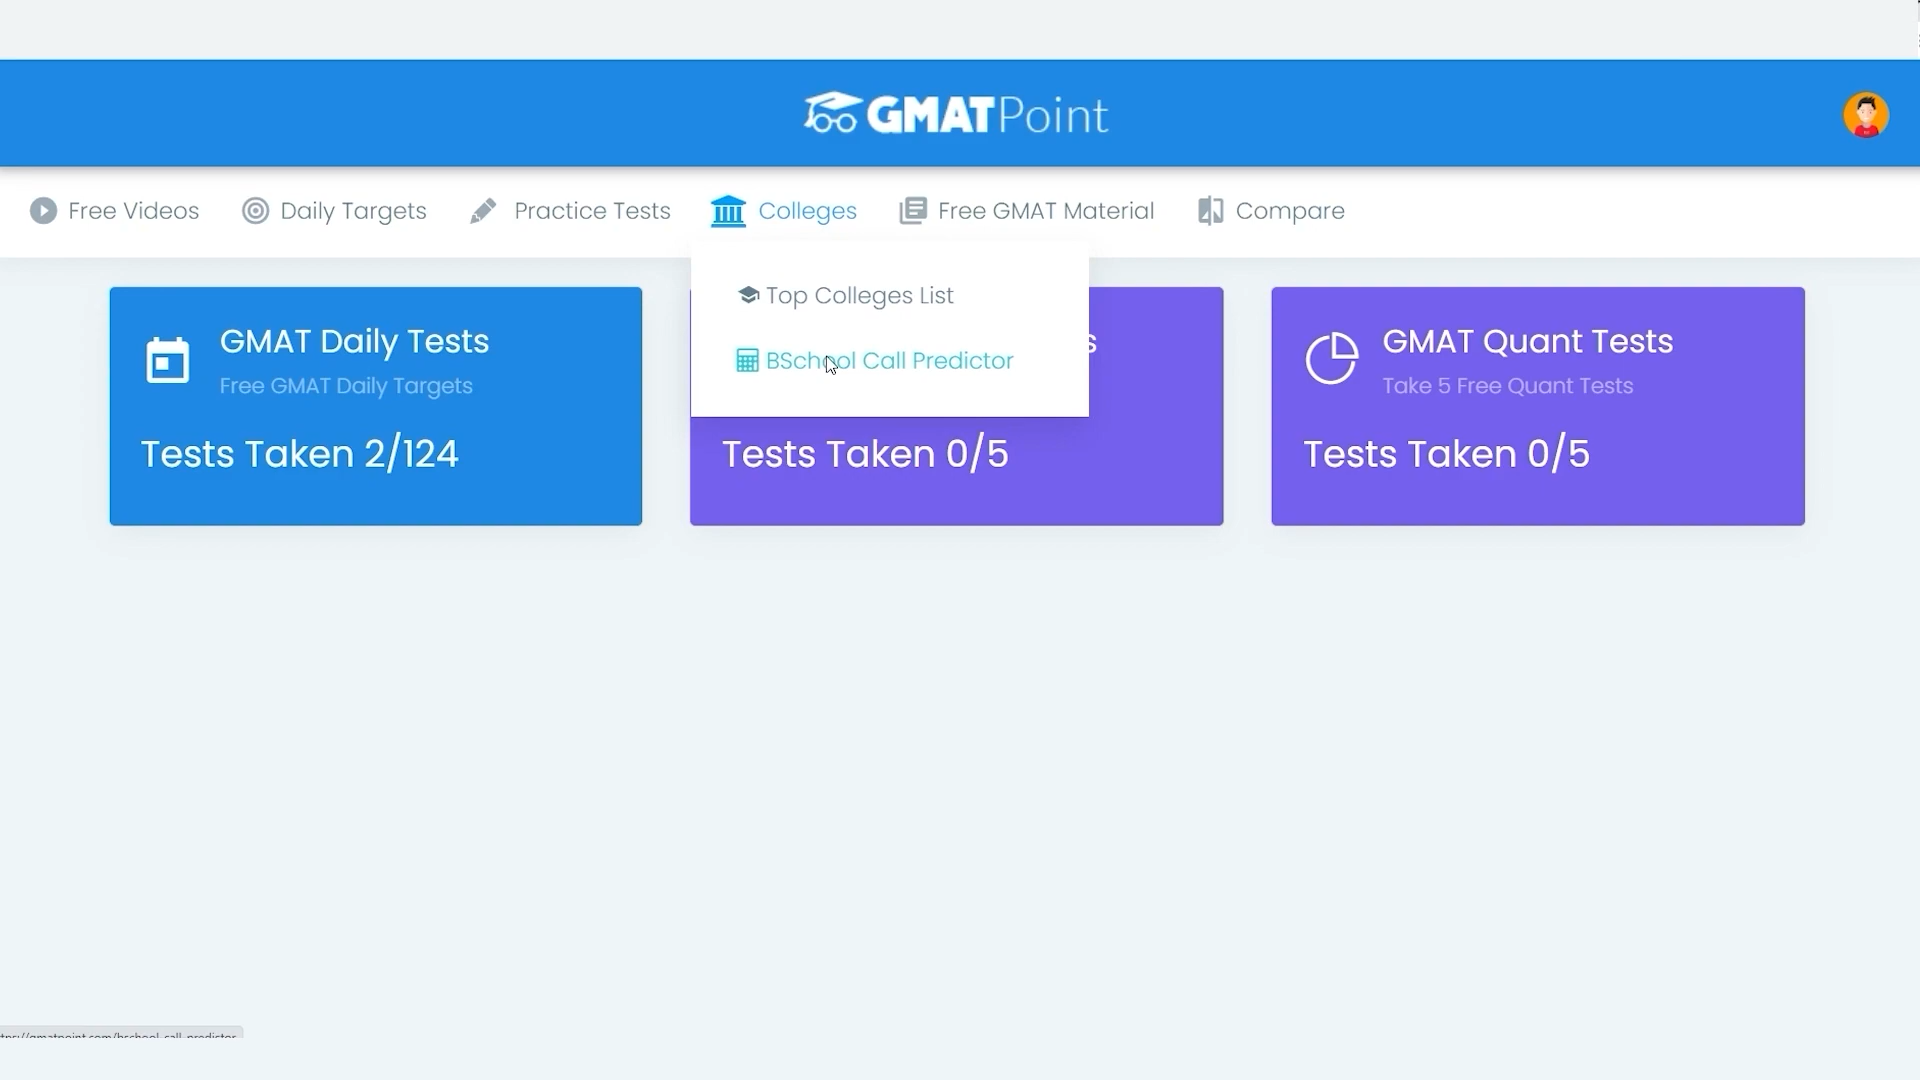 GMATPoint
Free Videos
Daily Targets
Practice Tests
Colleges
Free GMAT Material
Compare
Top Colleges List
BSchool Call Predictor
GMAT Daily Tests
Free GMAT Daily Targets
Tests Taken 2/124
s
Tests Taken 0/5
GMAT Quant Tests
Take 5 Free Quant Tests
Tests Taken 0/5